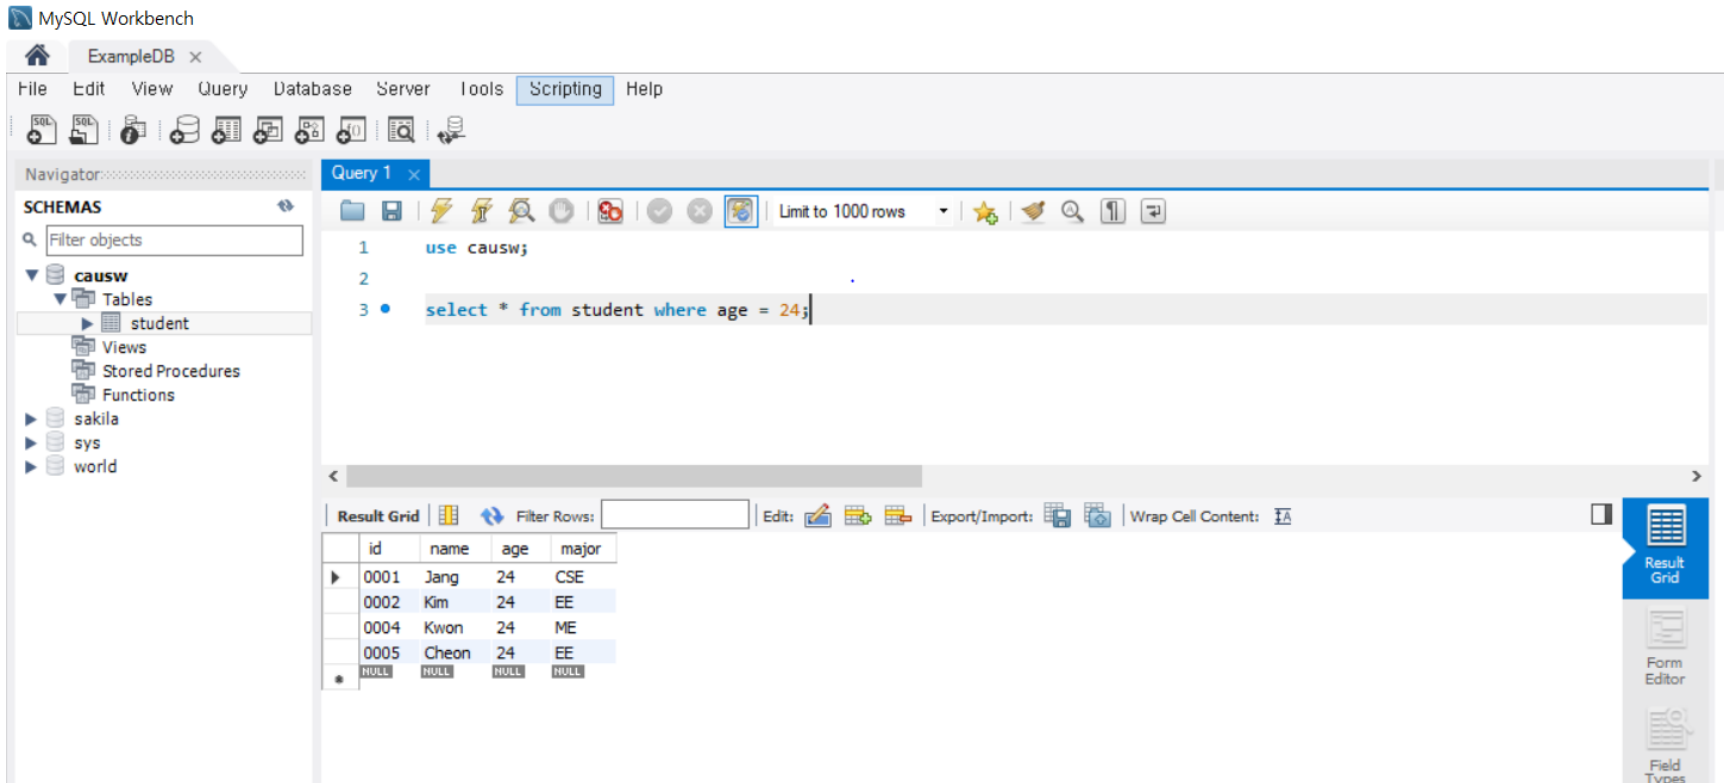 MySQL Workbench
ExampleDB
File Edit View Query Database Server Tools Scripting Help
Navigator
Query 1
SCHEMAS
Limit to 1000 rows
Filter objects
1 use causw;
causw
2
Tables
3 select * from student where age = 24;
student
Views
Stored Procedures
Functions
sakila
sys
world
Result Grid Filter Rows: Edit: Export/Import: Wrap Cell Content:
id name age major
0001 Jang 24 CSE
0002 Kim 24 EE
0004 Kwon 24 ME
0005 Cheon 24 EE
NULL NULL NULL NULL
Result
Grid
Form
Editor
Field
Types